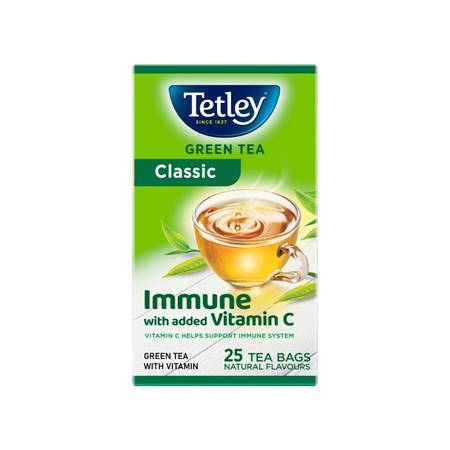 Tetley
SINCE 1837
GREEN TEA
Classic
Immune
with added Vitamin C
VITAMIN C HELPS SUPPORT IMMUNE SYSTEM
GREEN TEA
WITH VITAMIN
25 TEA BAGS
NATURAL FLAVOURS